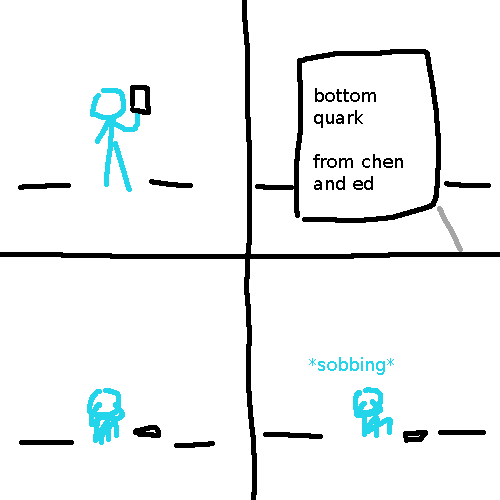 bottom
quark
from chen
and ed
*sobbing*